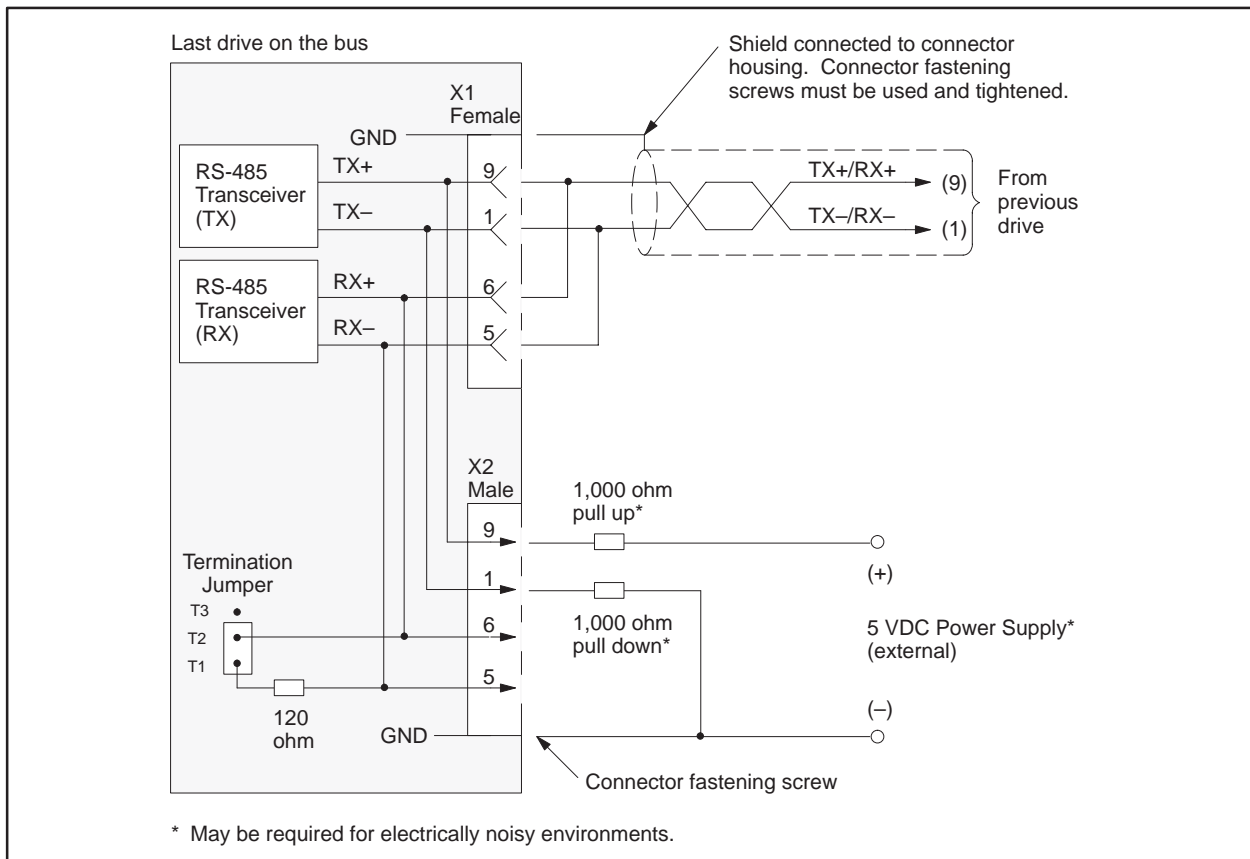 Last drive on the bus
Shield connected to connector
housing. Connector fastening
screws must be used and tightened.
X1
Female
GND
RS-485
Transceiver
(TX)
TX+
TX–
9
1
TX+/RX+
TX–/RX–
(9)
(1)
From
previous
drive
RS-485
Transceiver
(RX)
RX+
RX–
6
5
X2
Male
9
1
6
5
1,000 ohm
pull up*
(+)
1,000 ohm
pull down*
5 VDC Power Supply*
(external)
(–)
Termination
Jumper
T3
T2
T1
120
ohm
GND
Connector fastening screw
* May be required for electrically noisy environments.